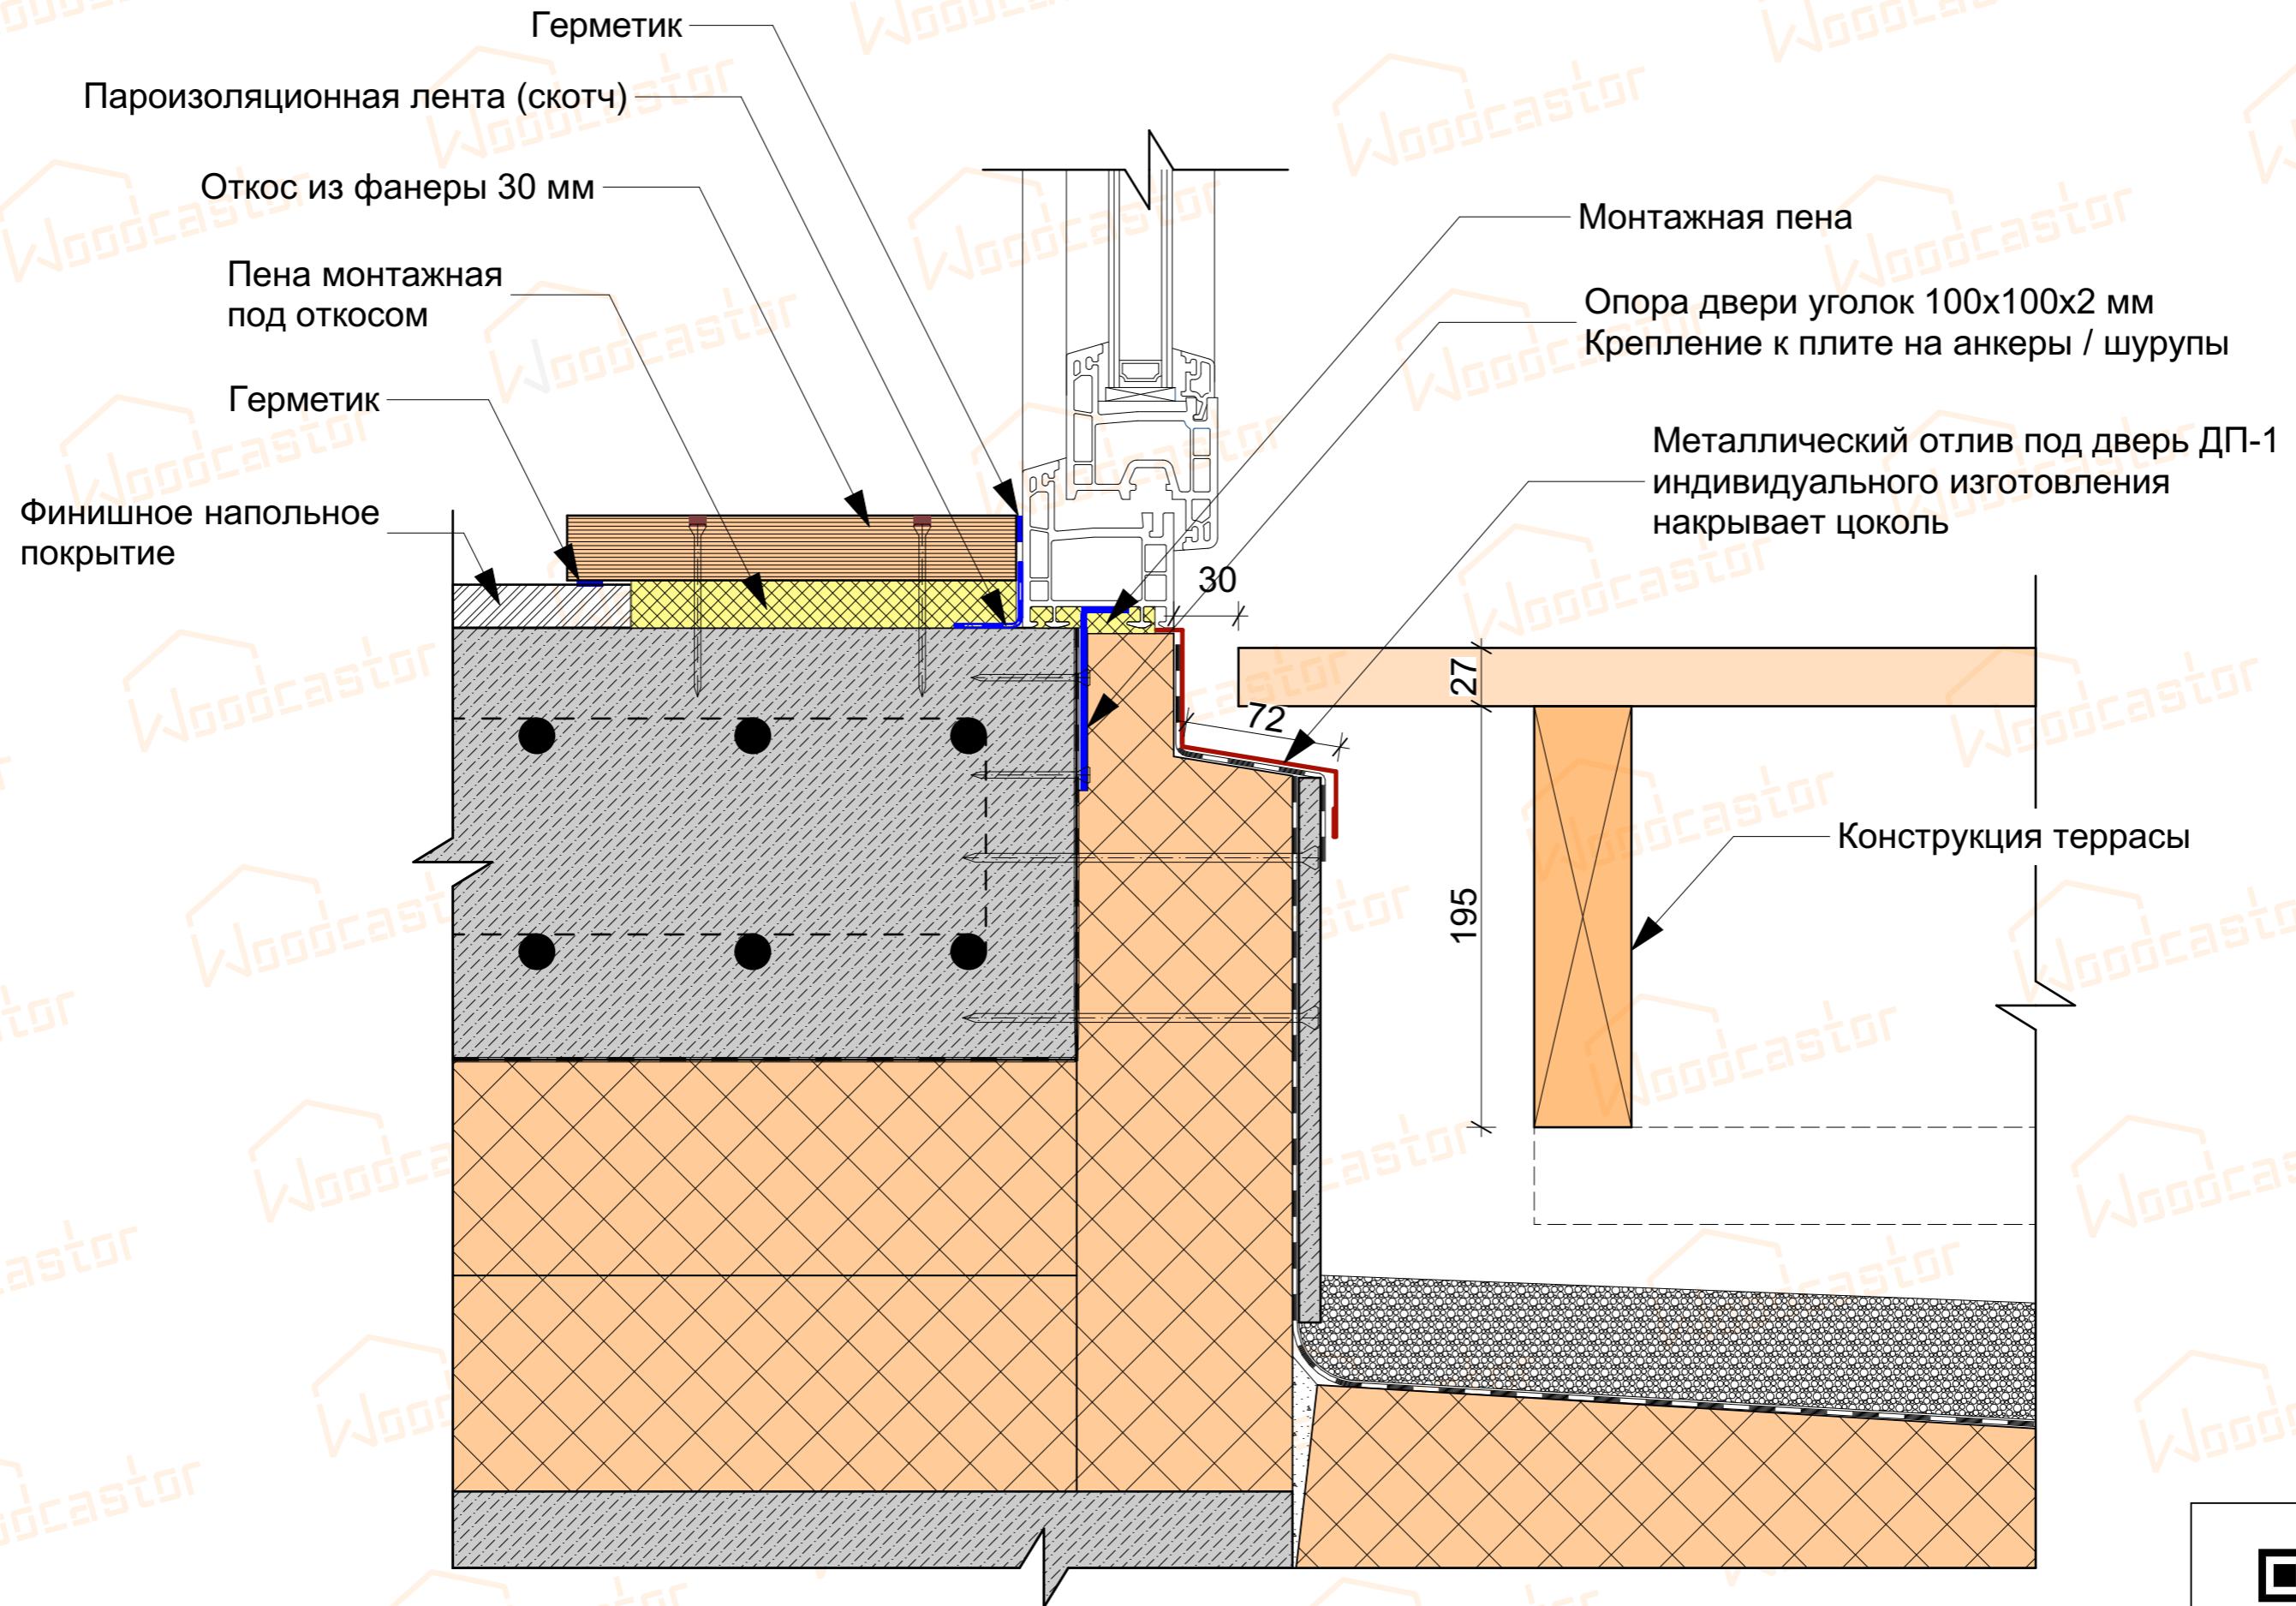 Герметик
Пароизоляционная лента (скотч)
Откос из фанеры 30 мм
Пена монтажная
под откосом
Герметик
Финишное напольное
покрытие
Монтажная пена
Опора двери уголок 100х100х2 мм
Крепление к плите на анкеры / шурупы
Металлический отлив под дверь ДП-1
индивидуального изготовления
накрывает цоколь
30
27
72
195
Конструкция террасы
Woodcastor